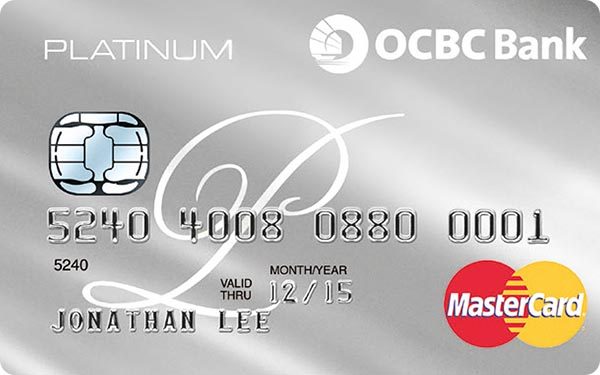 PLATINUM OCBC Bank
5240 4008 0880 0001
5240
MONTH/YEAR
VALID THRU 12/15
JONATHAN LEE
MasterCard